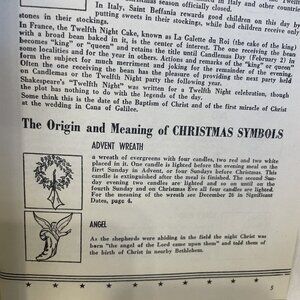 season officially closed.
In Italy, Saint Befana rewards good children on this day by
putting sweets in their stockings, while bad children receive only
stones in their stockings.
In France, the Twelfth Night Cake, known as La Galette du Roi (the cake of the king)
with a broad bean baked in it, is the center of interest. The one receiving the bean
becomes "king" or "queen" and retains the title until Candlemas Day (February 2) in
some localities and for the year in others. Actions and remarks of the "king" or "queen"
form the subject for much merriment and joking for the remainder of the evening.
Often the one receiving the bean has the pleasure of providing the next party held
on Candlemas or the Twelfth Night party the following year.
Shakespeare's "Twelfth Night" was written for a Twelfth Night celebration, though
the plot has nothing to do with the legends of the day.
Some think this is the date of the Baptism of Christ and of the first miracle of Christ
at the wedding in Cana of Galilee.
The Origin and Meaning of CHRISTMAS SYMBOLS
ADVENT WREATH
a wreath of evergreens with four candles, two red and two white
placed in it. One candle is lighted before the evening meal on the
first Sunday in Advent, or four Sundays before Christmas. This
candle is extinguished after the meal is finished. The second Sun-
day evening two candles are lighted and so on until on the
fourth Sunday and on Christmas Eve all four candles are lighted.
For the meaning of the wreath see December 26 in Significant
Dates, page 4.
ANGEL
As the shepherds were abiding in the field the night Christ was
born "the angel of the Lord came upon them" and told them of
the birth of Christ in nearby Bethlehem.
5